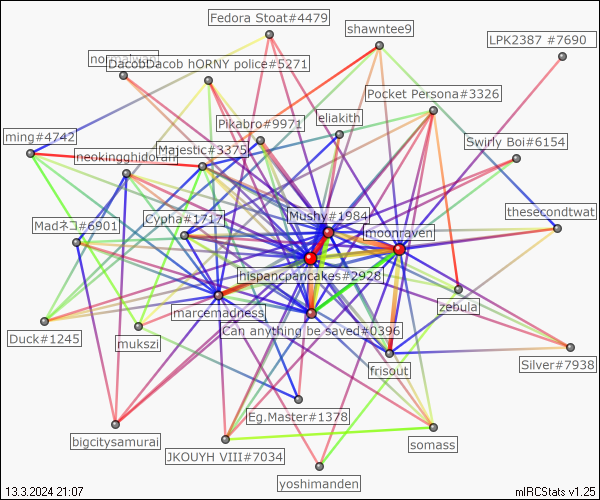 Fedora Stoat#4479
shawntee9
LPK2387 #7690
DacobDacob hORNY police#5271
Pocket Persona#3326
Pikabro#9971
eliakith
ming#4742
Swirly Boi#6154
neokingghidorah
Majestic#3375
Madネコ#6901
Cypha#1717
Mushy#1984
thesecondtwat
moonraven
hispancpancakes#2928
marcemadness
zebula
Duck#1245
mukszi
Can anything be saved#0396
frisout
Silver#7938
Eg.Master#1378
bigcitysamurai
JKOUYH VIII#7034
somass
yoshimanden
13.3.2024 21:07
mIRCStats v1.25